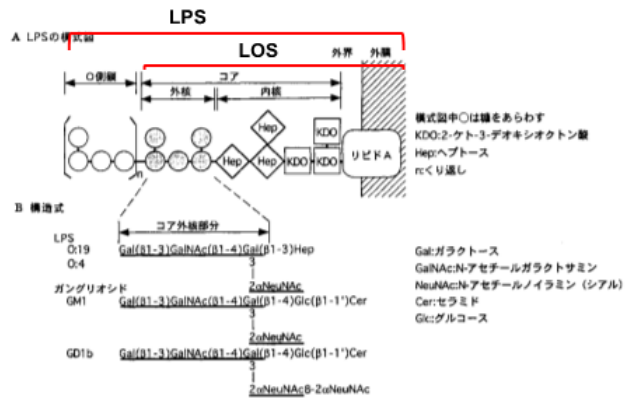 LPS
A LPSの模式図
LOS
外界 外膜
O側鎖
コア
外核 内核
Hep
KDO
Hep Hep KDO KDO リピドA
n
模式図中○は糖をあらわす
KDO:2-ケト-3-デオキシオクトン酸
Hep:ヘプトース
n:くり返し
B 構造式
コア外核部分
LPS
O:19 Gal(β1-3)GalNAc(β1-4)Gal(β1-3)Hep
O:4 3
2αNeuNAc
ガングリオシド
GM1 Gal(β1-3)GalNAc(β1-4)Gal(β1-4)Glc(β1-1')Cer
3
2αNeuNAc
GD1b Gal(β1-3)GalNAc(β1-4)Gal(β1-4)Glc(β1-1')Cer
3
2αNeuNAc8-2αNeuNAc
Gal:ガラクトース
GalNAc:N-アセチールガラクトサミン
NeuNAc:N-アセチールノイラミン(シアル)
Cer:セラミド
Glc:グルコース